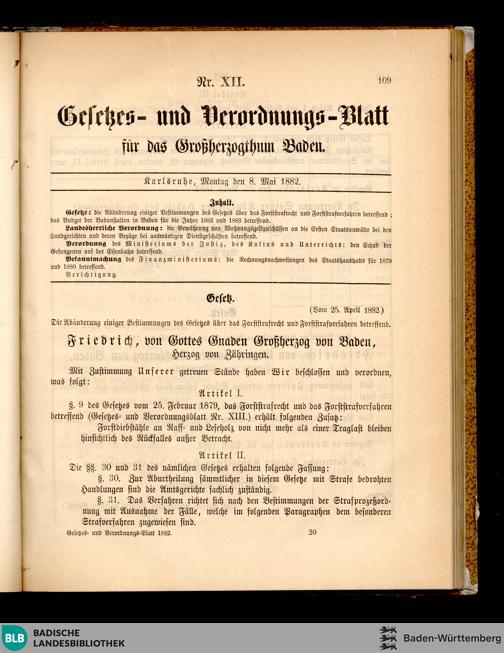 Nr. XII. 109
Gesetzes- und Verordnungs-Blatt
für das Großherzogthum Baden.
Karlsruhe, Montag den 8. Mai 1882.
Inhalt.
Gesetz: die Abänderung einiger Bestimmungen des Gesetzes über das Forststrafrecht und Forststrafverfahren betreffend;
das Budget der Badeanstalten in Baden für die Jahre 1882 und 1883 betreffend.
Landesherrliche Verordnung: die Gewährung von Wohnungsgeldzuschüssen an die Ersten Staatsanwälte bei den
Landgerichten und deren Bezüge bei auswärtigen Dienstgeschäften betreffend.
Verordnung des Ministeriums der Justiz, des Kultus und Unterrichts: den Schub der
Gefangenen auf der Eisenbahn betreffend.
Bekanntmachung des Finanzministeriums: die Rechnungsnachweisungen des Staatshaushalts für 1879
und 1880 betreffend.
Berichtigung.
Gesetz.
(Vom 25. April 1882.)
Die Abänderung einiger Bestimmungen des Gesetzes über das Forststrafrecht und Forststrafverfahren betreffend.
Friedrich, von Gottes Gnaden Großherzog von Baden,
Herzog von Zähringen.
Mit Zustimmung Unserer getreuen Stände haben Wir beschlossen und verordnen,
was folgt:
Artikel I.
§. 9 des Gesetzes vom 25. Februar 1879, das Forststrafrecht und das Forststrafverfahren
betreffend (Gesetzes- und Verordnungsblatt Nr. XIII.) erhält folgenden Zusatz:
Forstdiebstähle an Raff- und Leseholz von nicht mehr als einer Traglast bleiben
hinsichtlich des Rückfalles außer Betracht.
Artikel II.
Die §§. 30 und 31 des nämlichen Gesetzes erhalten folgende Fassung:
§. 30. Zur Aburtheilung sämmtlicher in diesem Gesetze mit Strafe bedrohten
Handlungen sind die Amtsgerichte sachlich zuständig.
§. 31. Das Verfahren richtet sich nach den Bestimmungen der Strafprozeßord-
nung mit Ausnahme der Fälle, welche im folgenden Paragraphen dem besonderen
Strafverfahren zugewiesen sind.
Gesetzes- und Verordnungs-Blatt 1882. 20
BLB BADISCHE
LANDESBIBLIOTHEK
Baden-Württemberg